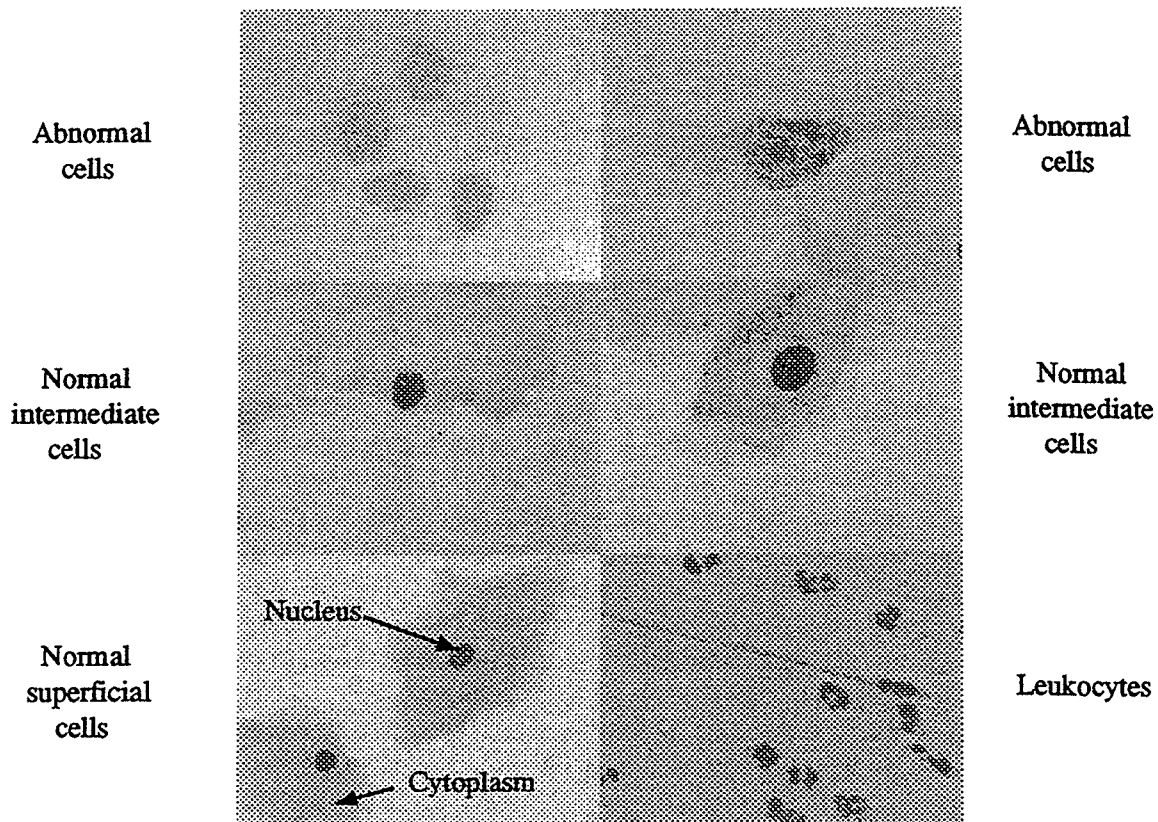 Abnormal
cells
Abnormal
cells
Normal
intermediate
cells
Normal
intermediate
cells
Nucleus
Normal
superficial
cells
Leukocytes
Cytoplasm